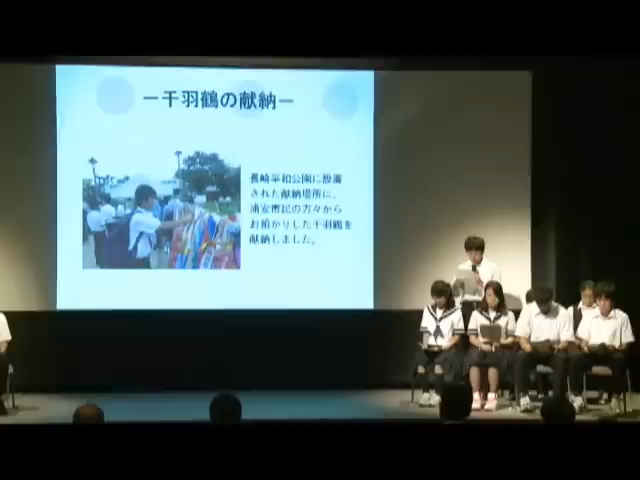 －千羽鶴の献納－
長崎平和公園に設置
された献納場所に、
浦安市民の方々から
お預かりした千羽鶴を
献納しました。